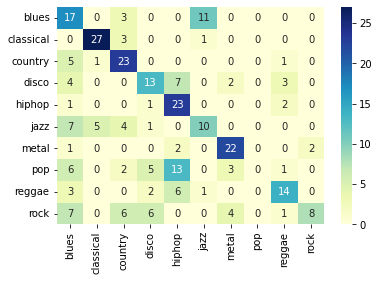 blues 17 0 3 0 0 11 0 0 0 0
classical 0 27 3 0 0 1 0 0 0 0
country 5 1 23 0 0 0 0 0 1 0
disco 4 0 0 13 7 0 2 0 3 0
hiphop 1 0 0 1 23 0 0 0 2 0
jazz 7 5 4 1 0 10 0 0 0 0
metal 1 0 0 0 2 0 22 0 0 2
pop 6 0 2 5 13 0 3 0 1 0
reggae 3 0 0 2 6 1 0 0 14 0
rock 7 0 6 6 0 0 4 0 1 8
blues classical country disco hiphop jazz metal pop reggae rock
25
20
15
10
5
0